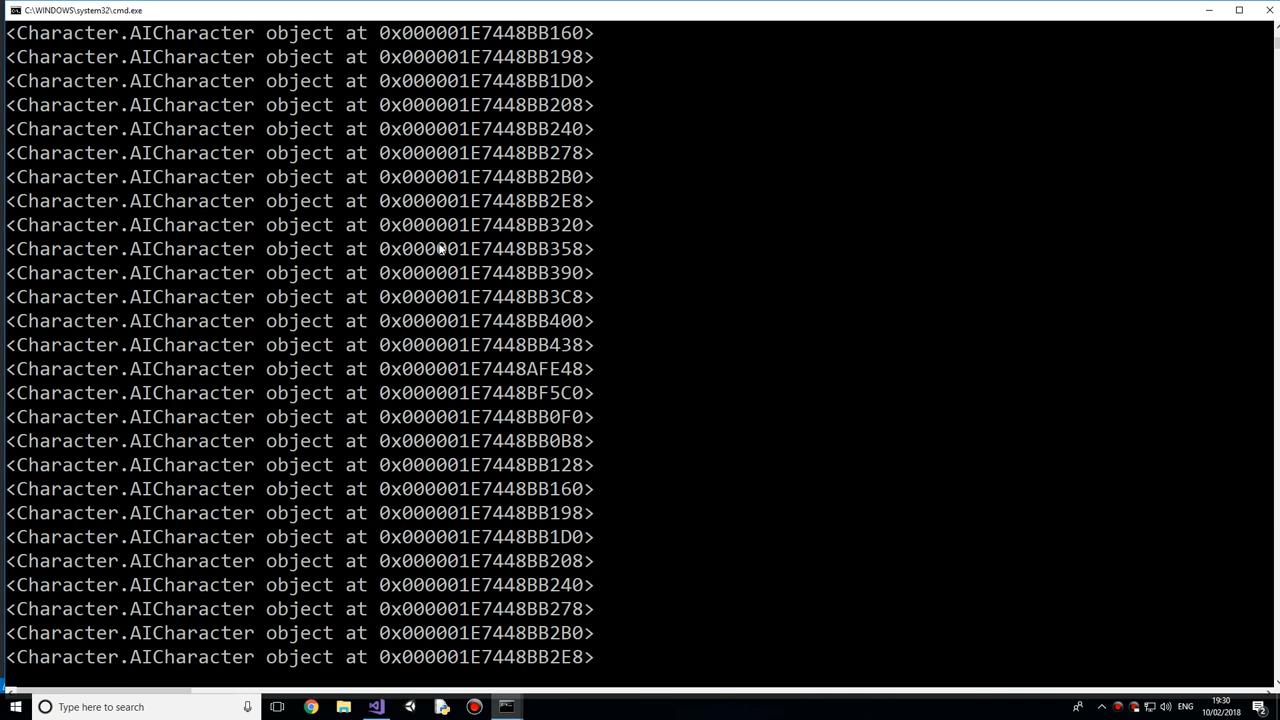 C:\WINDOWS\system32\cmd.exe
<Character.AICharacter object at 0x000001E7448BB160>
<Character.AICharacter object at 0x000001E7448BB198>
<Character.AICharacter object at 0x000001E7448BB1D0>
<Character.AICharacter object at 0x000001E7448BB208>
<Character.AICharacter object at 0x000001E7448BB240>
<Character.AICharacter object at 0x000001E7448BB278>
<Character.AICharacter object at 0x000001E7448BB2B0>
<Character.AICharacter object at 0x000001E7448BB2E8>
<Character.AICharacter object at 0x000001E7448BB320>
<Character.AICharacter object at 0x000001E7448BB358>
<Character.AICharacter object at 0x000001E7448BB390>
<Character.AICharacter object at 0x000001E7448BB3C8>
<Character.AICharacter object at 0x000001E7448BB400>
<Character.AICharacter object at 0x000001E7448BB438>
<Character.AICharacter object at 0x000001E7448AFE48>
<Character.AICharacter object at 0x000001E7448BF5C0>
<Character.AICharacter object at 0x000001E7448BB0F0>
<Character.AICharacter object at 0x000001E7448BB0B8>
<Character.AICharacter object at 0x000001E7448BB128>
<Character.AICharacter object at 0x000001E7448BB160>
<Character.AICharacter object at 0x000001E7448BB198>
<Character.AICharacter object at 0x000001E7448BB1D0>
<Character.AICharacter object at 0x000001E7448BB208>
<Character.AICharacter object at 0x000001E7448BB240>
<Character.AICharacter object at 0x000001E7448BB278>
<Character.AICharacter object at 0x000001E7448BB2B0>
<Character.AICharacter object at 0x000001E7448BB2E8>
Type here to search
ENG
19:30
10/02/2018
2